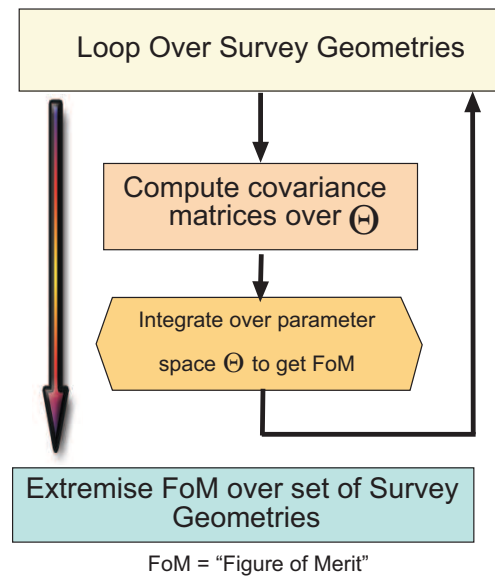 Loop Over Survey Geometries
Compute covariance
matrices over Θ
Integrate over parameter
space Θ to get FoM
Extremise FoM over set of Survey
Geometries
FoM = “Figure of Merit”